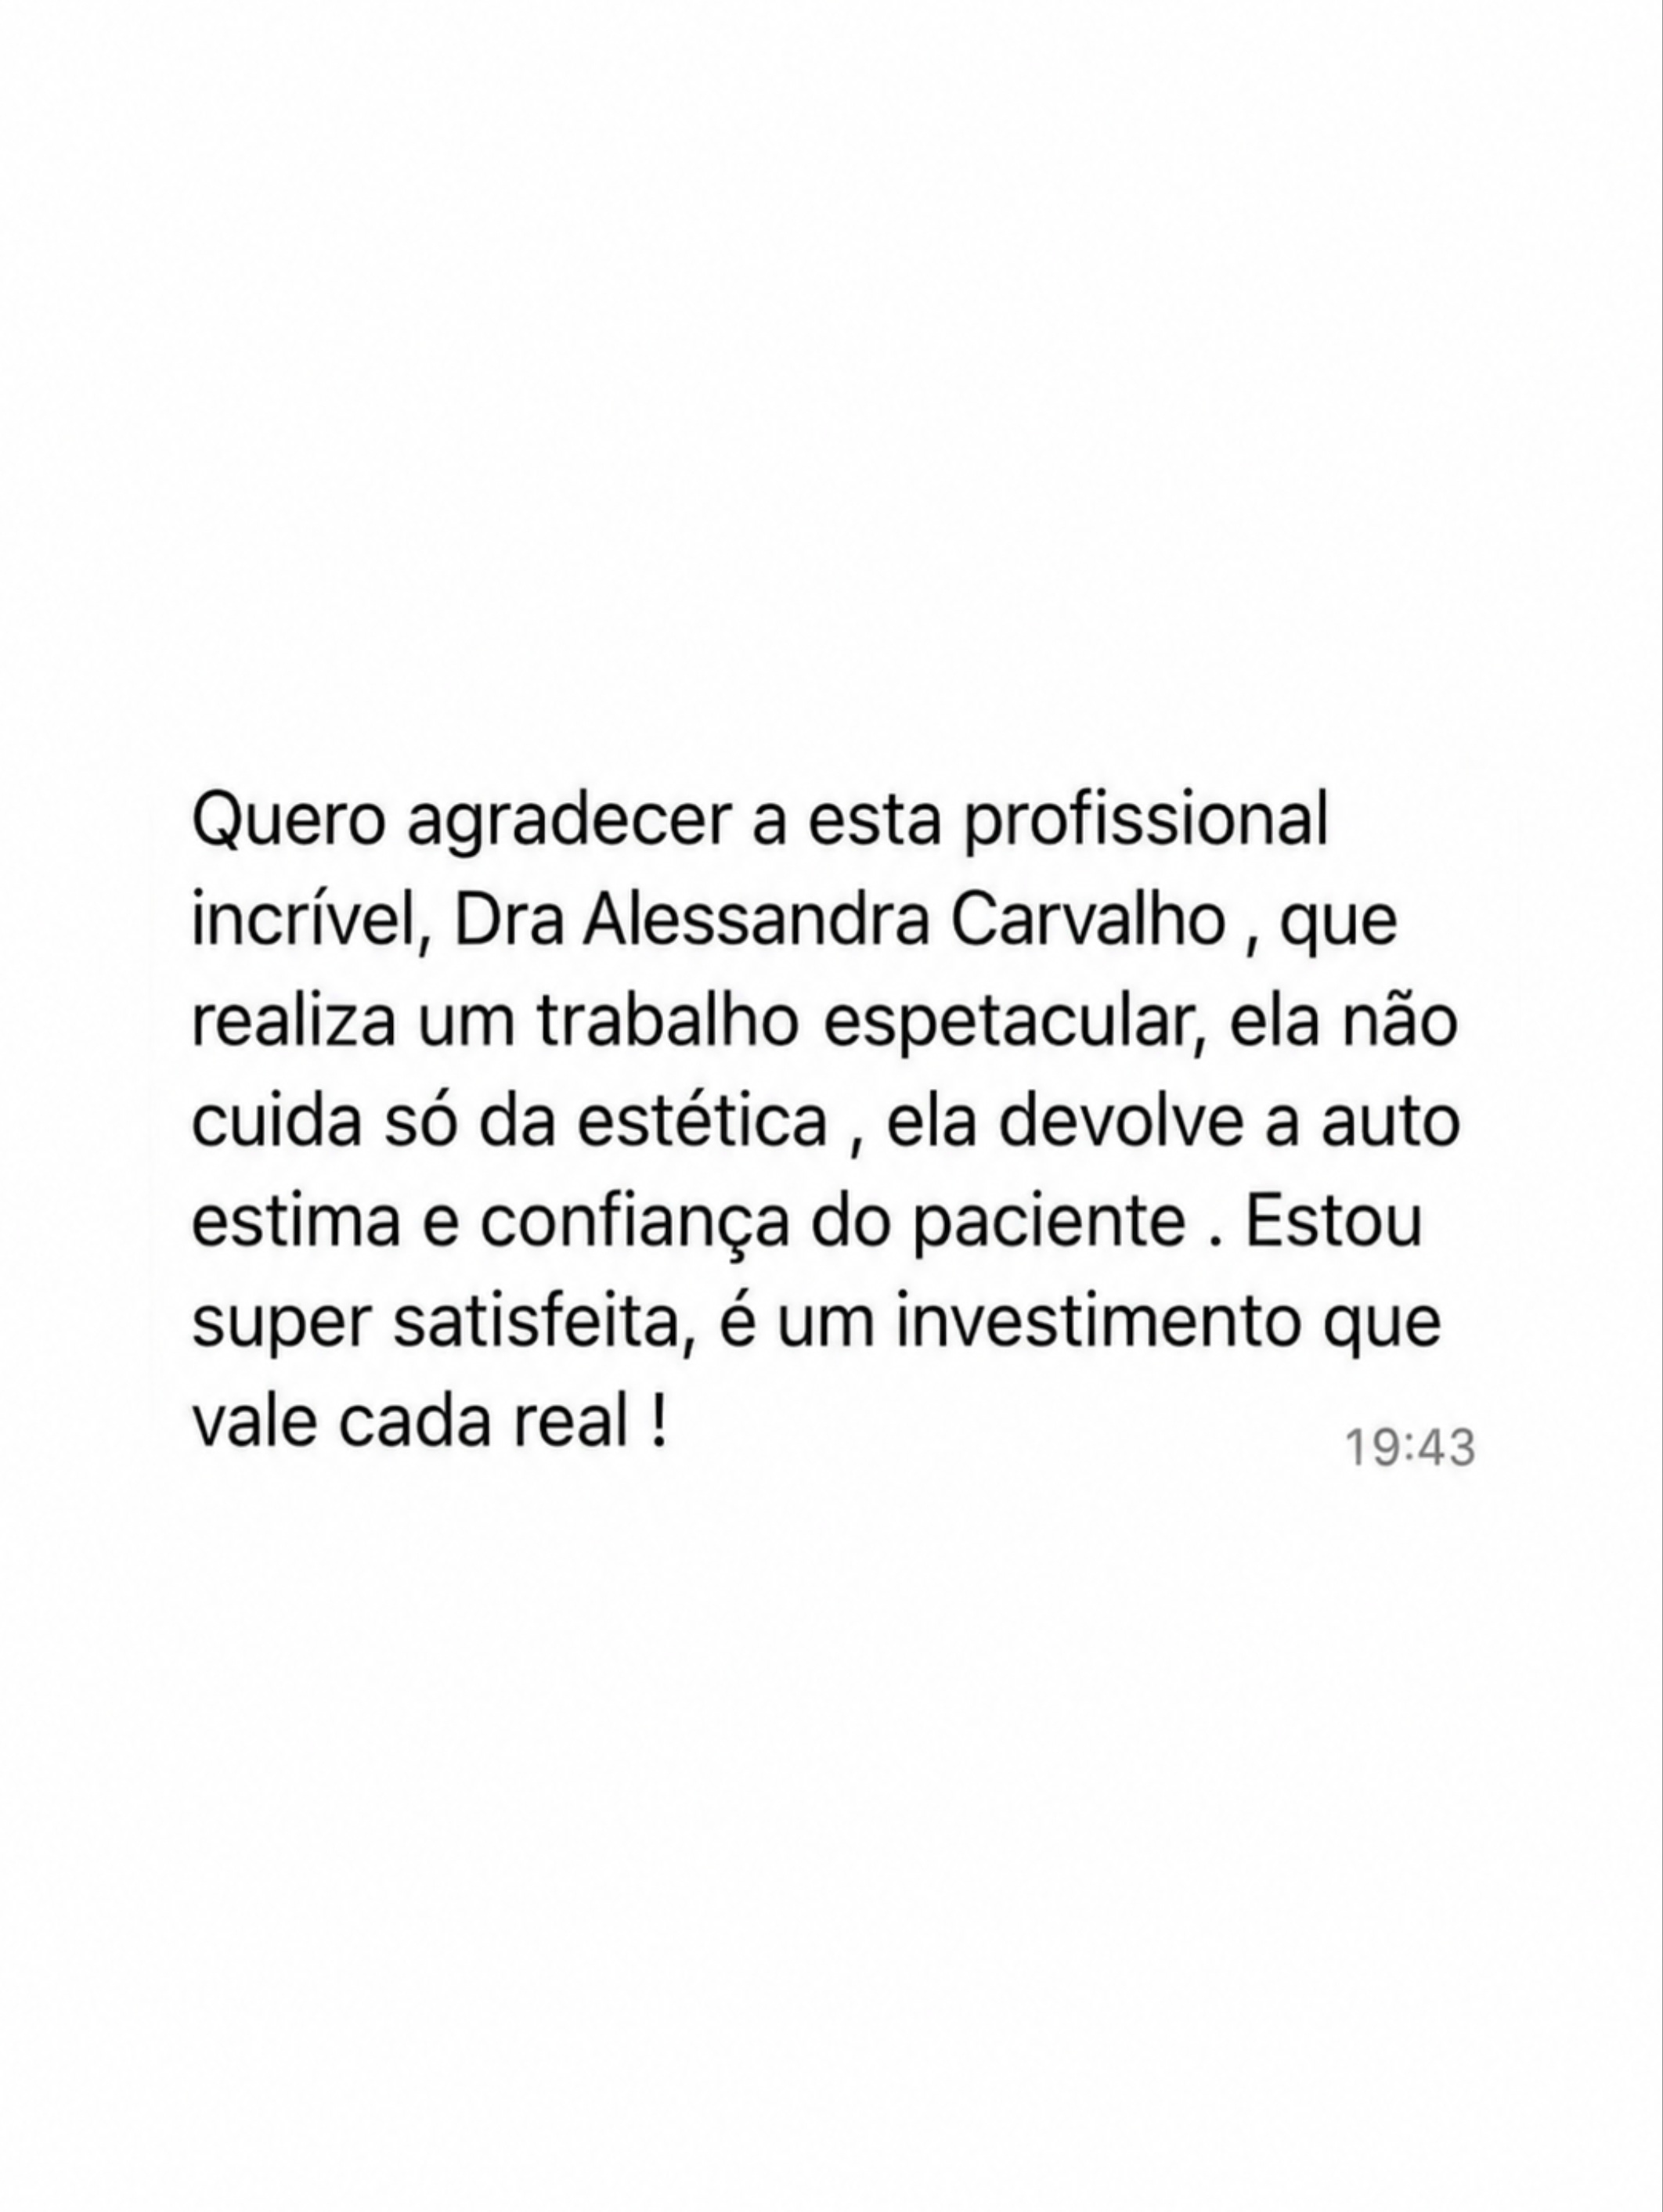 Quero agradecer a esta profissional
incrível, Dra Alessandra Carvalho , que
realiza um trabalho espetacular, ela não
cuida só da estética , ela devolve a auto
estima e confiança do paciente . Estou
super satisfeita, é um investimento que
vale cada real !
19:43